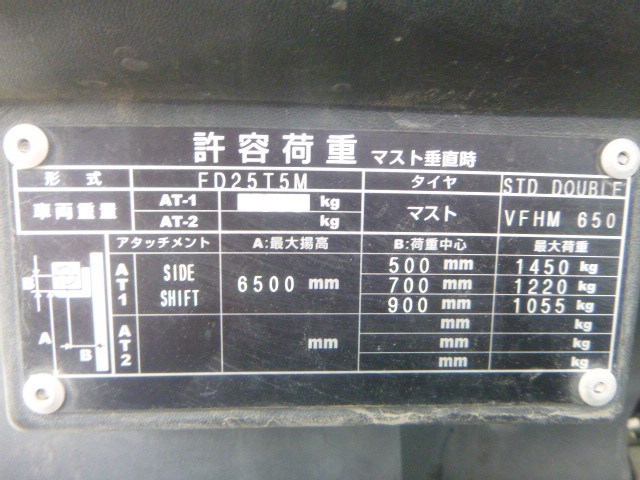 許容荷重 マスト垂直時
形式 FD25T5M タイヤ STD DOUBLE
車両重量 AT-1 kg マスト VFHM 650
AT-2 kg
アタッチメント A:最大揚高 B:荷重中心 最大荷重
AT1 SIDE SHIFT 6500 mm 500 mm 1450 kg
700 mm 1220 kg
900 mm 1055 kg
AT2 mm mm kg
mm kg
mm kg
B
A
B